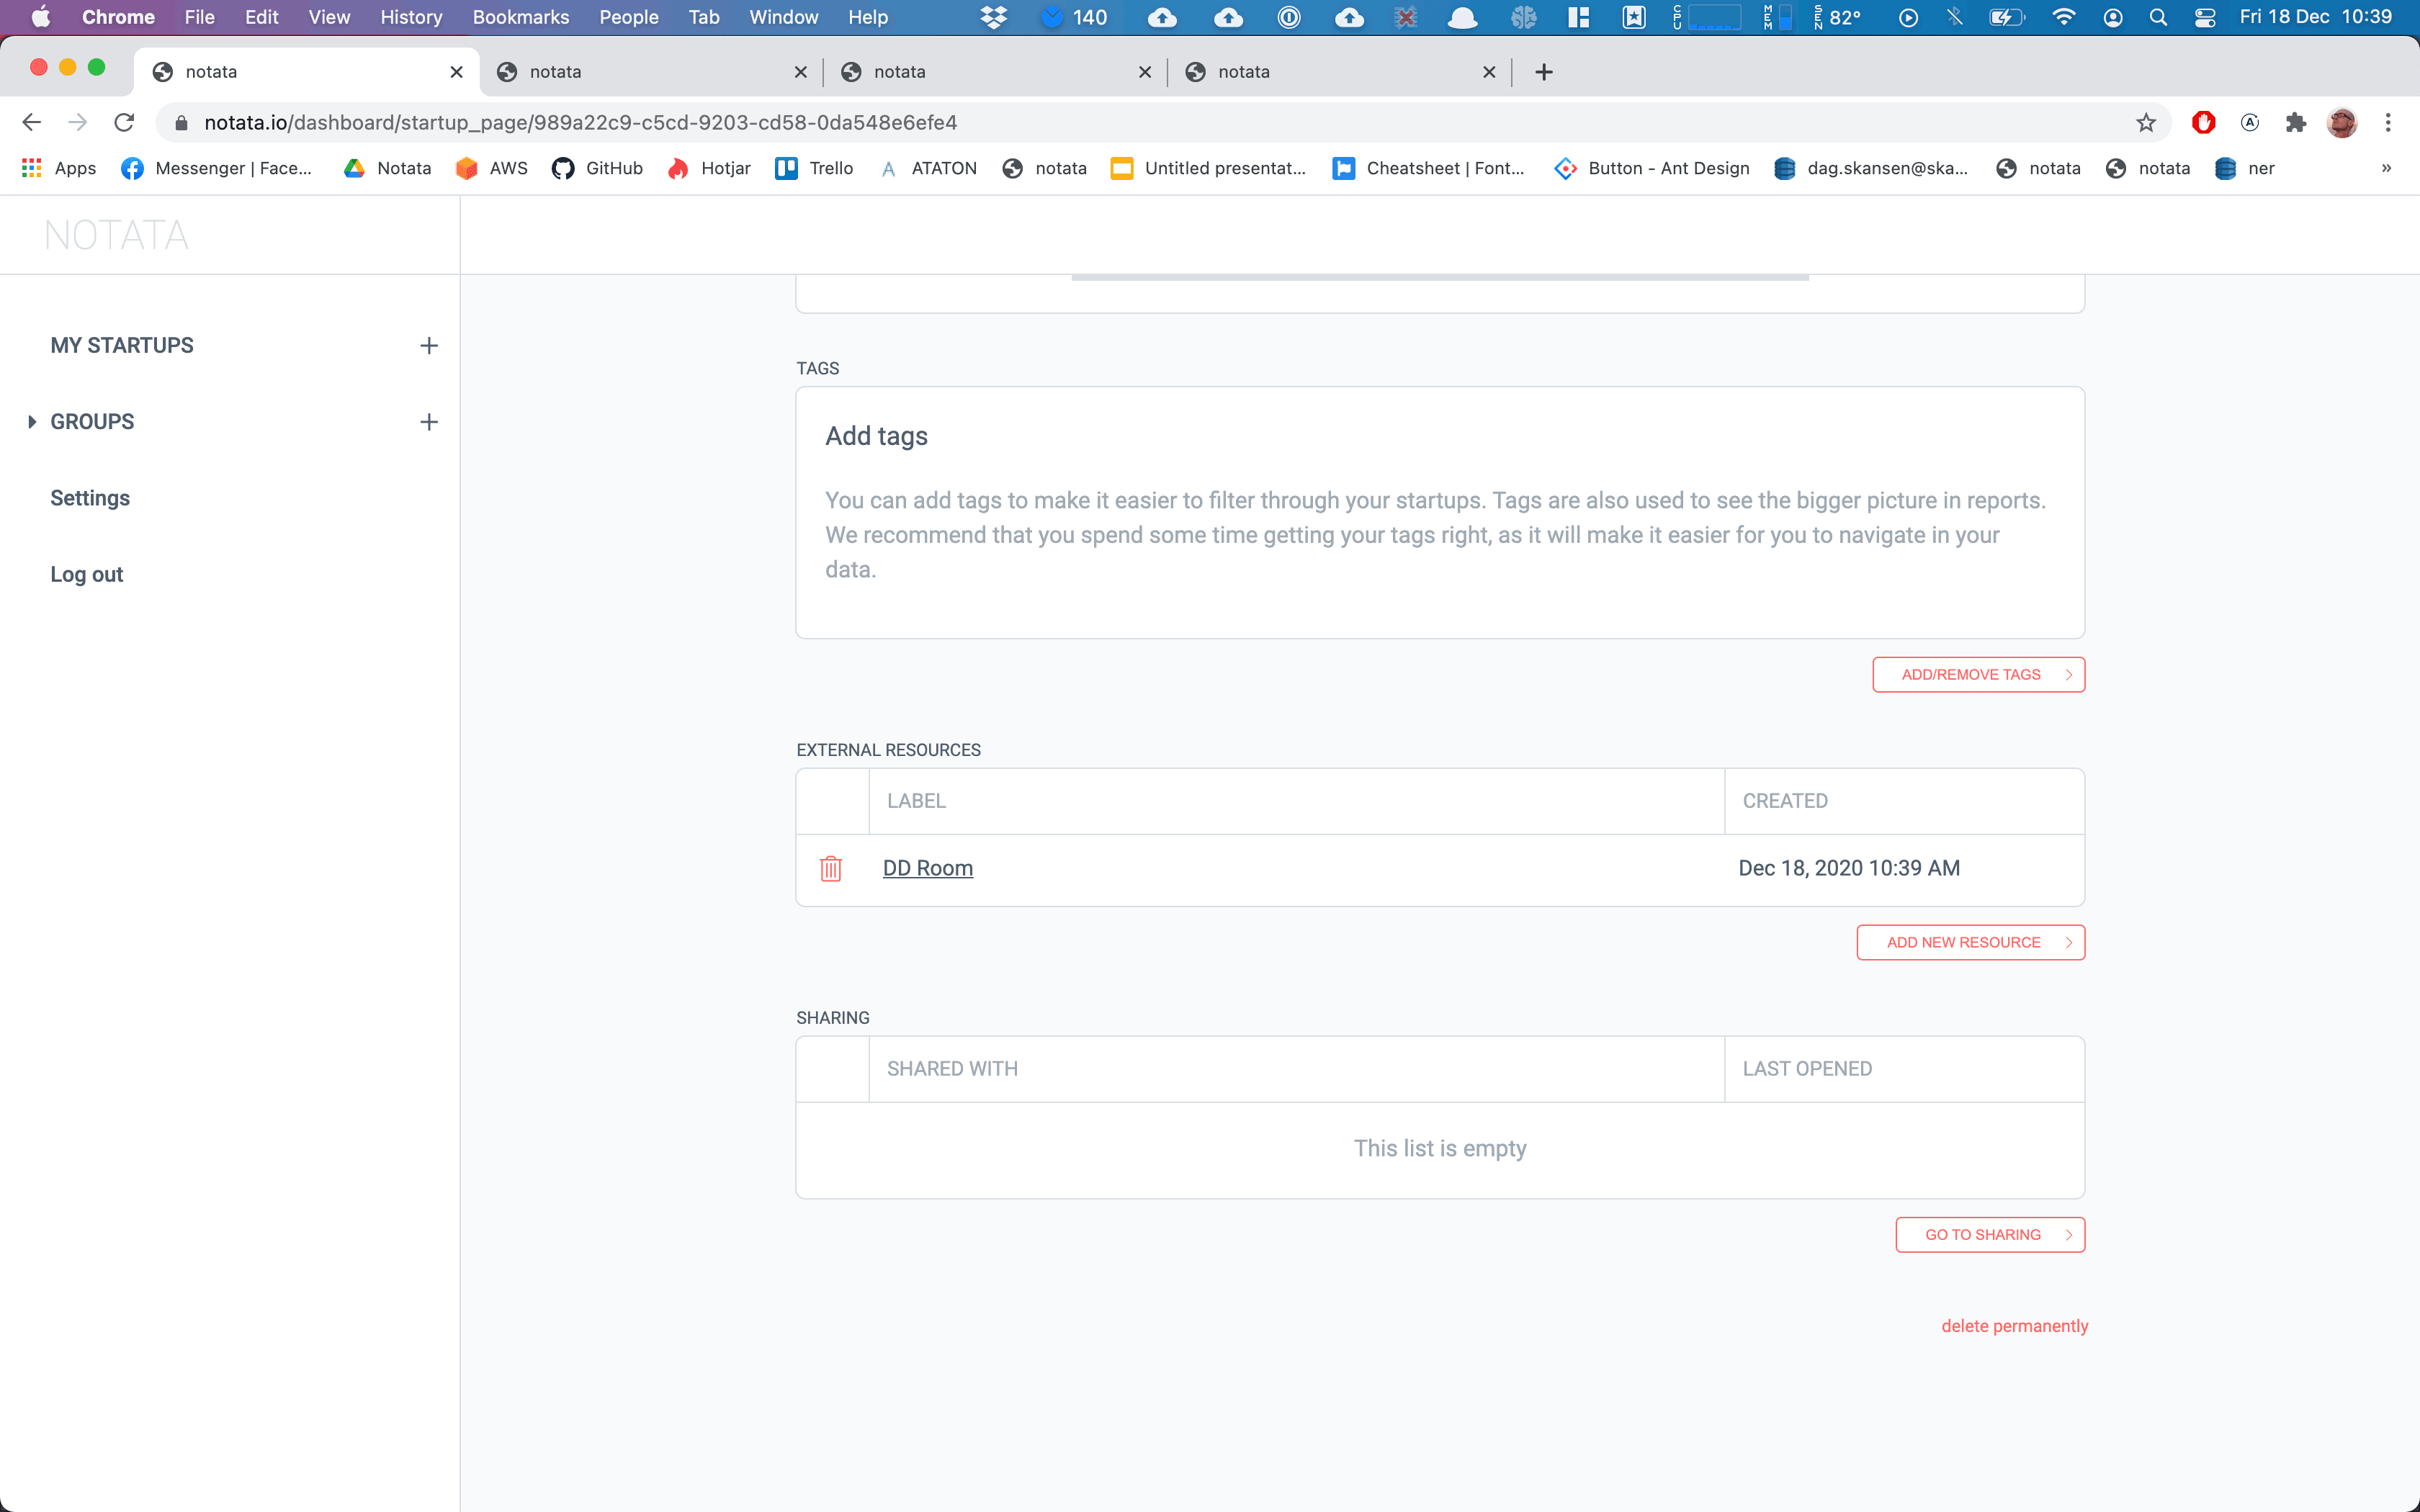 Chrome File Edit View History Bookmarks People Tab Window Help 140 CPU MEM SEN 82° Fri 18 Dec 10:39
notata notata notata notata
notata.io/dashboard/startup_page/989a22c9-c5cd-9203-cd58-0da548e6efe4
Apps Messenger | Face... Notata AWS GitHub Hotjar Trello ATATON notata Untitled presentat... Cheatsheet | Font... Button - Ant Design dag.skansen@ska... notata notata ner »
NOTATA
MY STARTUPS
GROUPS
Settings
Log out
TAGS
Add tags
You can add tags to make it easier to filter through your startups. Tags are also used to see the bigger picture in reports.
We recommend that you spend some time getting your tags right, as it will make it easier for you to navigate in your
data.
ADD/REMOVE TAGS
EXTERNAL RESOURCES
LABEL CREATED
DD Room Dec 18, 2020 10:39 AM
ADD NEW RESOURCE
SHARING
SHARED WITH LAST OPENED
This list is empty
GO TO SHARING
delete permanently